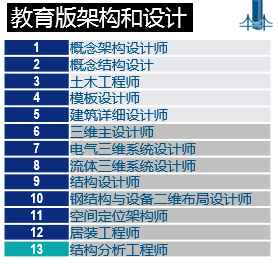 教育版架构和设计
1 概念架构设计师
2 概念结构设计
3 土木工程师
4 模板设计师
5 建筑详细设计师
6 三维主设计师
7 电气三维系统设计师
8 流体三维系统设计师
9 结构设计师
10 钢结构与设备二维布局设计师
11 空间定位架构师
12 居装工程师
13 结构分析工程师